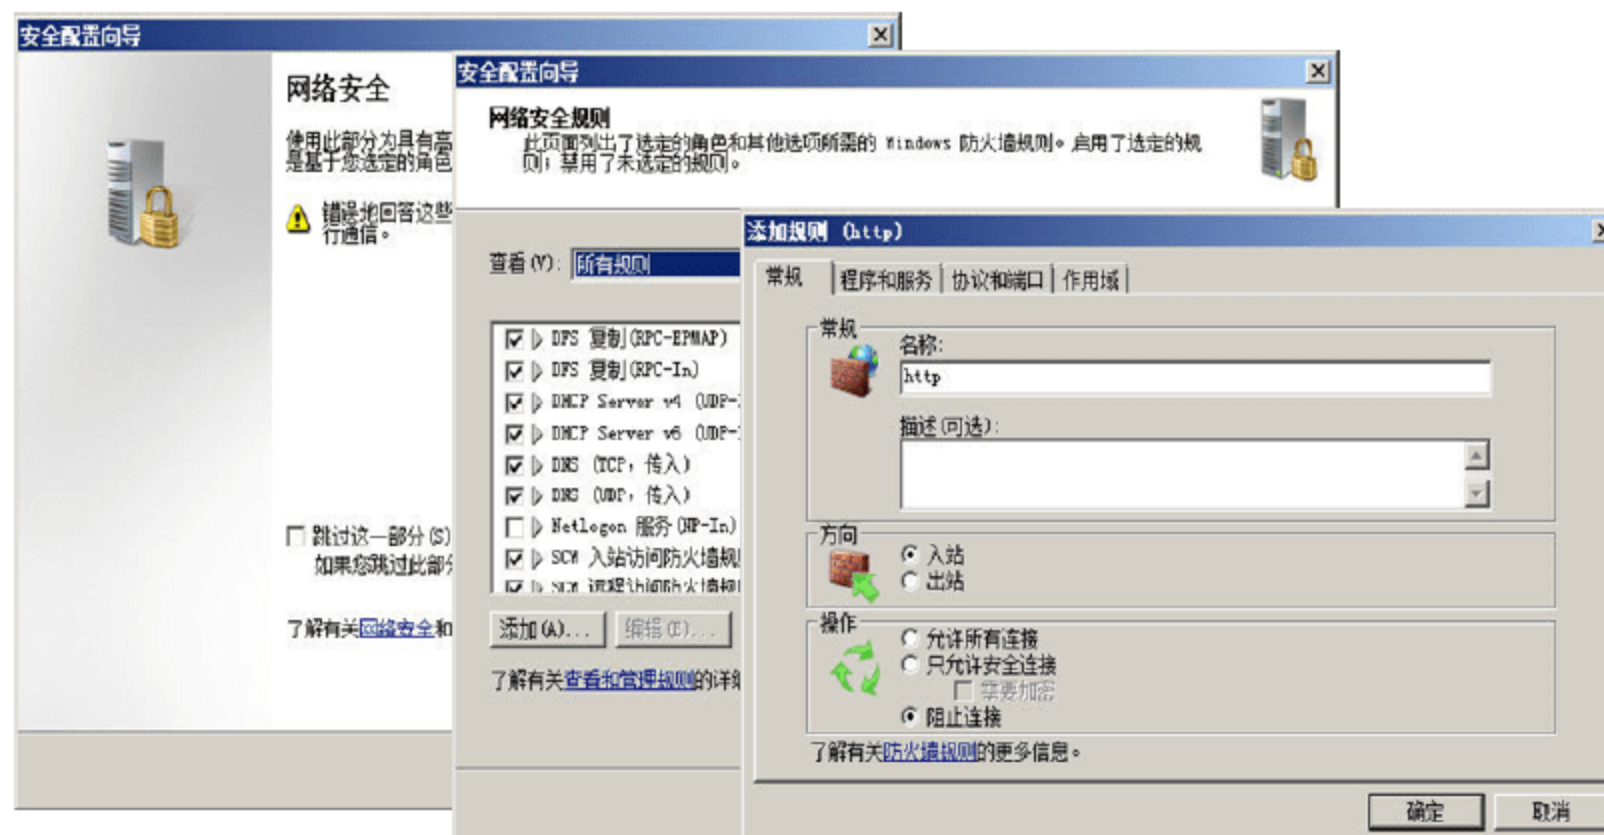 安全配置向导
网络安全
使用此部分为具有高
是基于您选定的角色
错误地回答这些
行通信。
跳过这一部分(S)
如果您跳过此部分
了解有关网络安全和
安全配置向导
网络安全规则
此页面列出了选定的角色和其他选项所需的 Windows 防火墙规则。启用了选定的规
则；禁用了未选定的规则。
查看(V): 所有规则
DFS 复制(RPC-EPMAP)
DFS 复制(RPC-In)
DHCP Server v4 (UDP-
DHCP Server v6 (UDP-
DNS (TCP，传入)
DNS (UDP，传入)
Netlogon 服务(NP-In)
SCW 入站访问防火墙规
SCW 远程访问防火墙规
添加(A)... 编辑(E)...
了解有关查看和管理规则的详细
添加规则 (http)
常规 程序和服务 协议和端口 作用域
常规
名称:
http
描述(可选):
方向
入站
出站
操作
允许所有连接
只允许安全连接
需要加密
阻止连接
了解有关防火墙规则的更多信息。
确定 取消